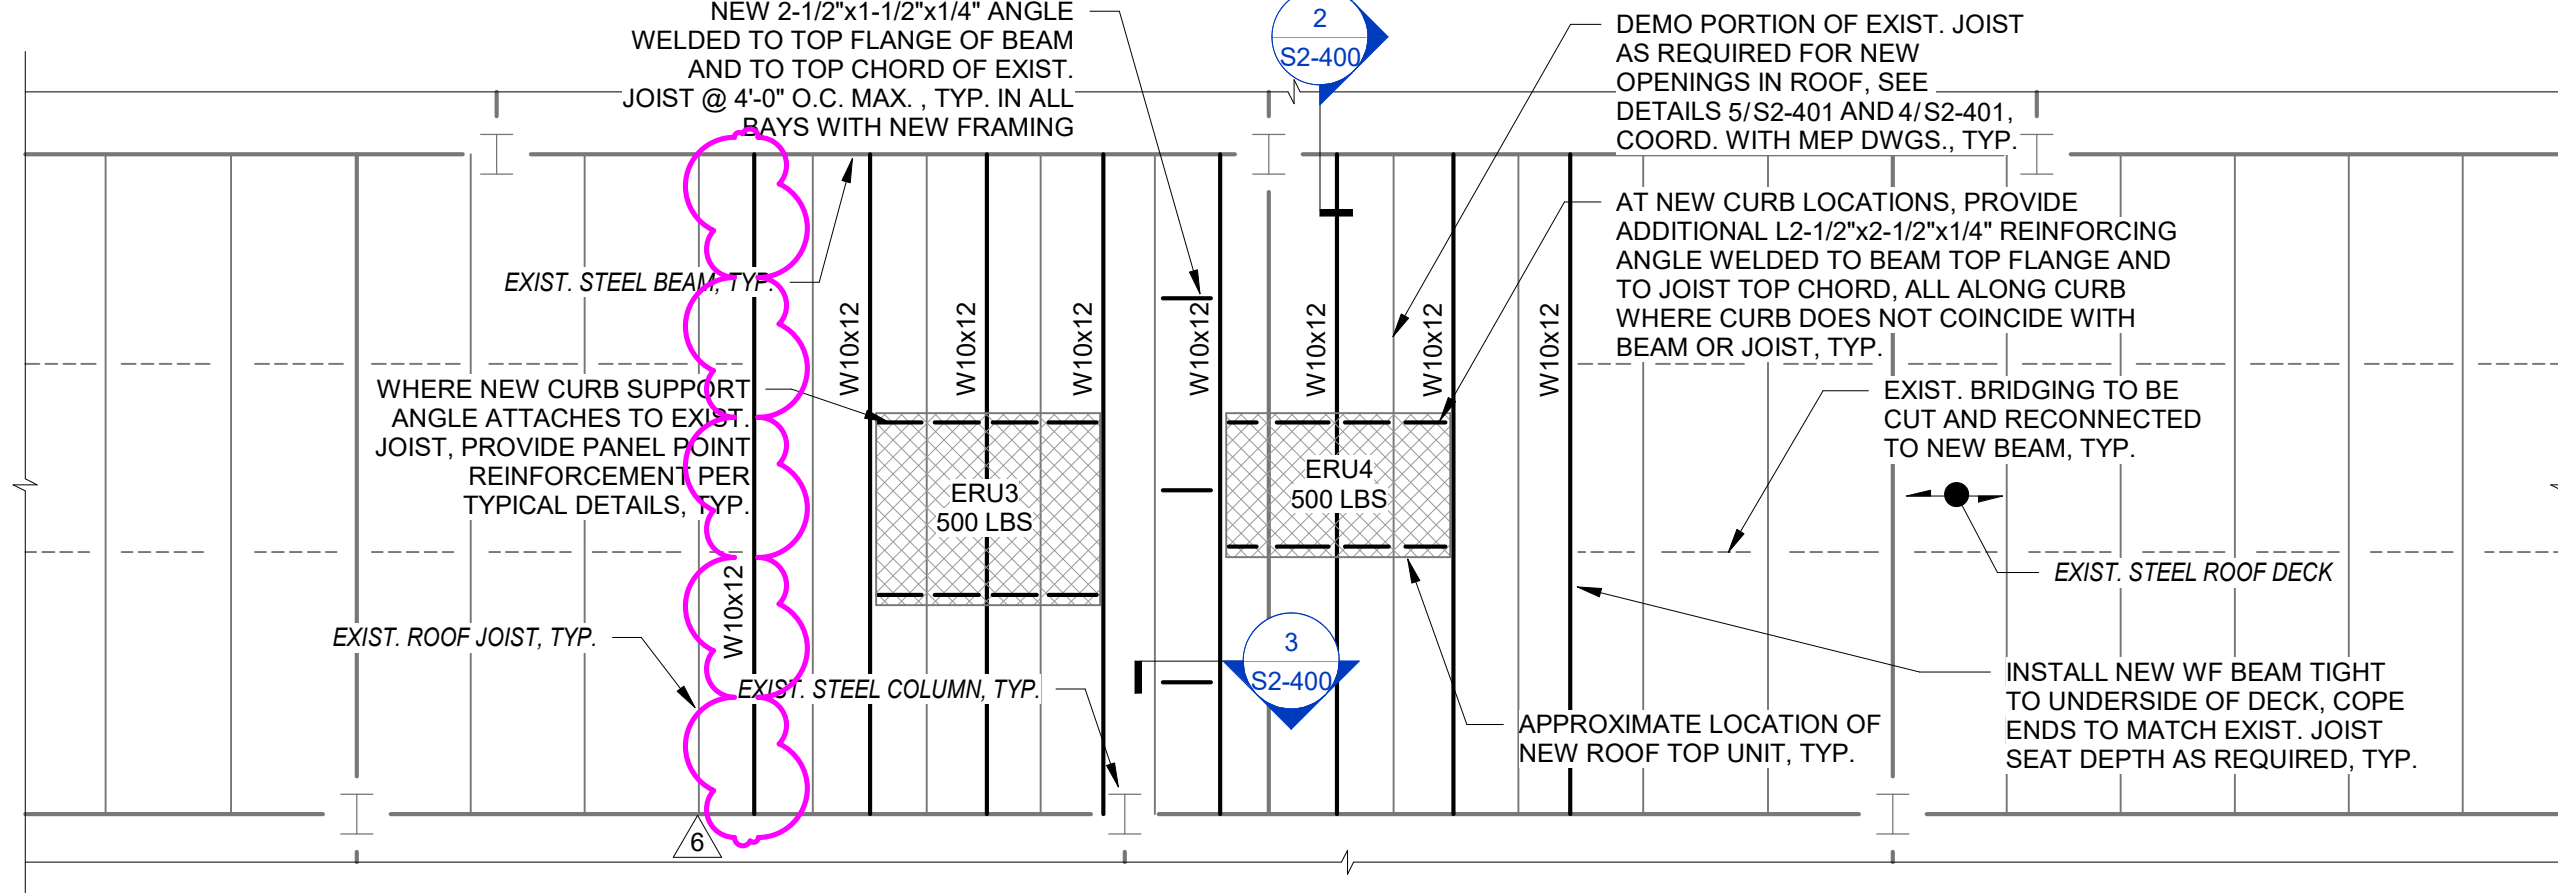 NEW 2-1/2"x1-1/2"x1/4" ANGLE
WELDED TO TOP FLANGE OF BEAM
AND TO TOP CHORD OF EXIST.
JOIST @ 4'-0" O.C. MAX. , TYP. IN ALL
BAYS WITH NEW FRAMING
2
S2-400
DEMO PORTION OF EXIST. JOIST
AS REQUIRED FOR NEW
OPENINGS IN ROOF, SEE
DETAILS 5/S2-401 AND 4/S2-401,
COORD. WITH MEP DWGS., TYP.
AT NEW CURB LOCATIONS, PROVIDE
ADDITIONAL L2-1/2"x2-1/2"x1/4" REINFORCING
ANGLE WELDED TO BEAM TOP FLANGE AND
TO JOIST TOP CHORD, ALL ALONG CURB
WHERE CURB DOES NOT COINCIDE WITH
BEAM OR JOIST, TYP.
EXIST. STEEL BEAM, TYP.
W10x12
W10x12
W10x12
W10x12
W10x12
W10x12
W10x12
WHERE NEW CURB SUPPORT
ANGLE ATTACHES TO EXIST.
JOIST, PROVIDE PANEL POINT
REINFORCEMENT PER
TYPICAL DETAILS, TYP.
EXIST. BRIDGING TO BE
CUT AND RECONNECTED
TO NEW BEAM, TYP.
ERU3
500 LBS
ERU4
500 LBS
EXIST. STEEL ROOF DECK
W10x12
EXIST. ROOF JOIST, TYP.
EXIST. STEEL COLUMN, TYP.
3
S2-400
INSTALL NEW WF BEAM TIGHT
TO UNDERSIDE OF DECK, COPE
ENDS TO MATCH EXIST. JOIST
SEAT DEPTH AS REQUIRED, TYP.
APPROXIMATE LOCATION OF
NEW ROOF TOP UNIT, TYP.
6